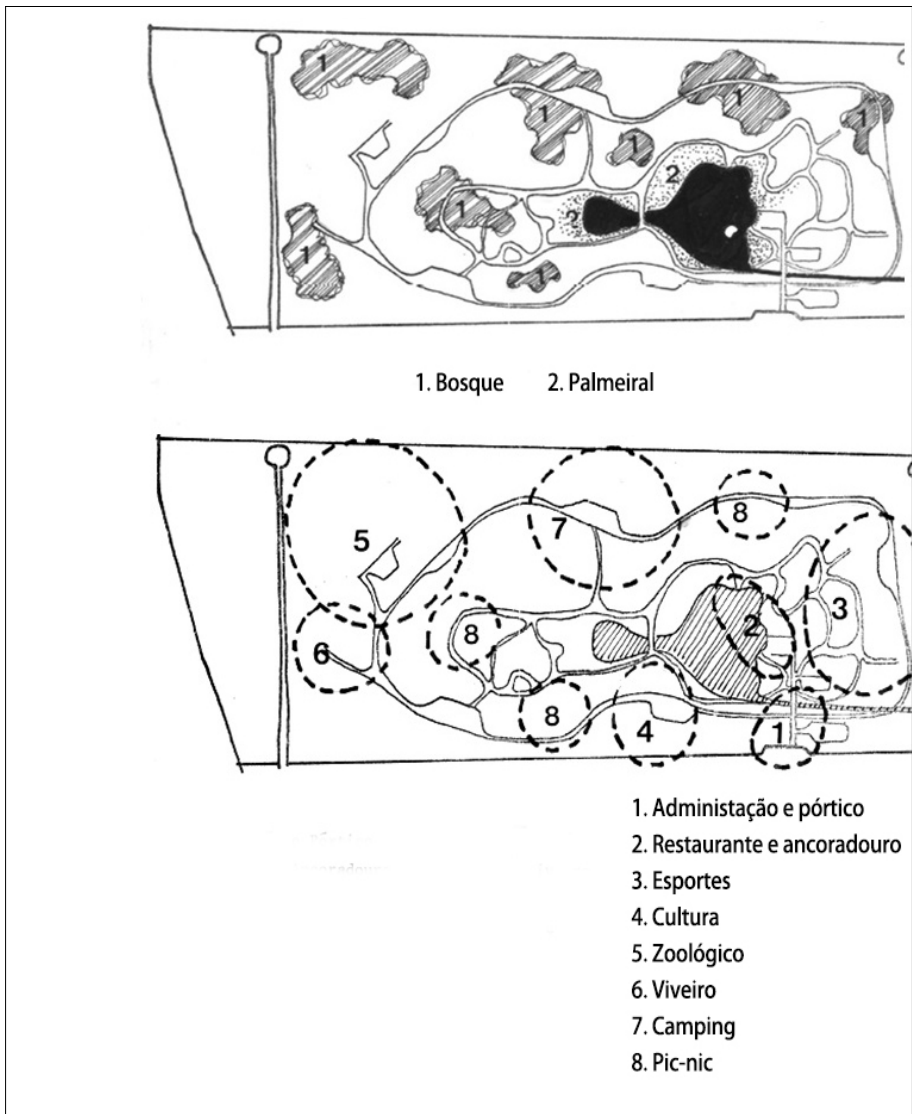 1
1
1
1
1
1
1
1
2
2
1. Bosque 2. Palmeiral
5
7
8
6
8
2
3
8
4
1
1. Administação e pórtico
2. Restaurante e ancoradouro
3. Esportes
4. Cultura
5. Zoológico
6. Viveiro
7. Camping
8. Pic-nic